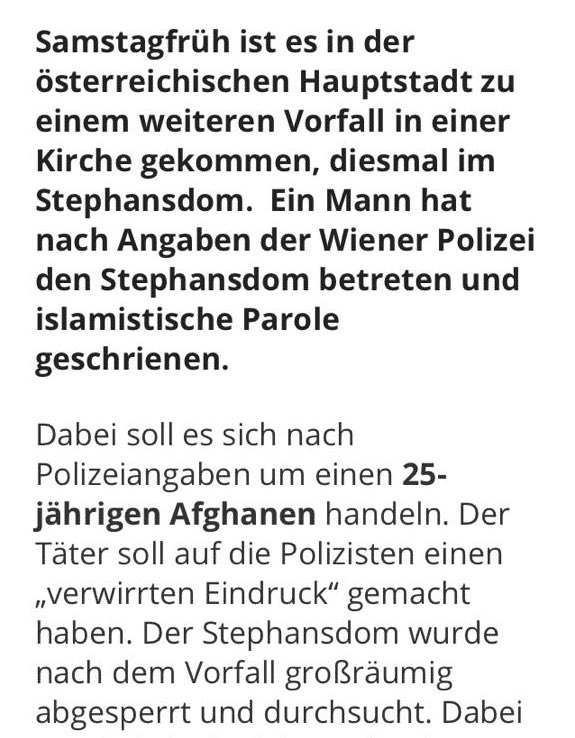 Samstagfrüh ist es in der
österreichischen Hauptstadt zu
einem weiteren Vorfall in einer
Kirche gekommen, diesmal im
Stephansdom.  Ein Mann hat
nach Angaben der Wiener Polizei
den Stephansdom betreten und
islamistische Parole
geschrienen.

Dabei soll es sich nach
Polizeiangaben um einen 25-
jährigen Afghanen handeln. Der
Täter soll auf die Polizisten einen
„verwirrten Eindruck“ gemacht
haben. Der Stephansdom wurde
nach dem Vorfall großräumig
abgesperrt und durchsucht. Dabei